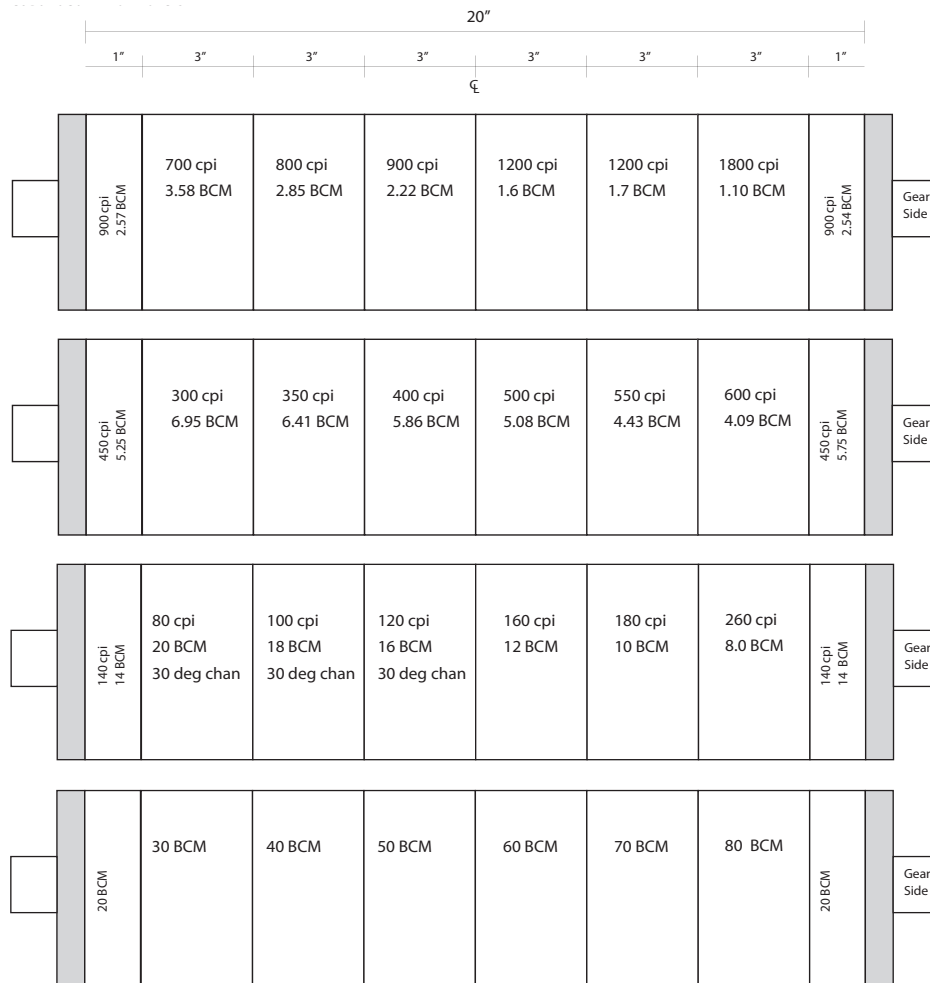 20”
1” 3” 3” 3” 3” 3” 3” 1”
℄
900 cpi
2.57 BCM
700 cpi
3.58 BCM
800 cpi
2.85 BCM
900 cpi
2.22 BCM
1200 cpi
1.6 BCM
1200 cpi
1.7 BCM
1800 cpi
1.10 BCM
900 cpi
2.54 BCM
Gear
Side
450 cpi
5.25 BCM
300 cpi
6.95 BCM
350 cpi
6.41 BCM
400 cpi
5.86 BCM
500 cpi
5.08 BCM
550 cpi
4.43 BCM
600 cpi
4.09 BCM
450 cpi
5.75 BCM
Gear
Side
140 cpi
14 BCM
80 cpi
20 BCM
30 deg chan
100 cpi
18 BCM
30 deg chan
120 cpi
16 BCM
30 deg chan
160 cpi
12 BCM
180 cpi
10 BCM
260 cpi
8.0 BCM
140 cpi
14 BCM
Gear
Side
20 BCM
30 BCM
40 BCM
50 BCM
60 BCM
70 BCM
80 BCM
20 BCM
Gear
Side